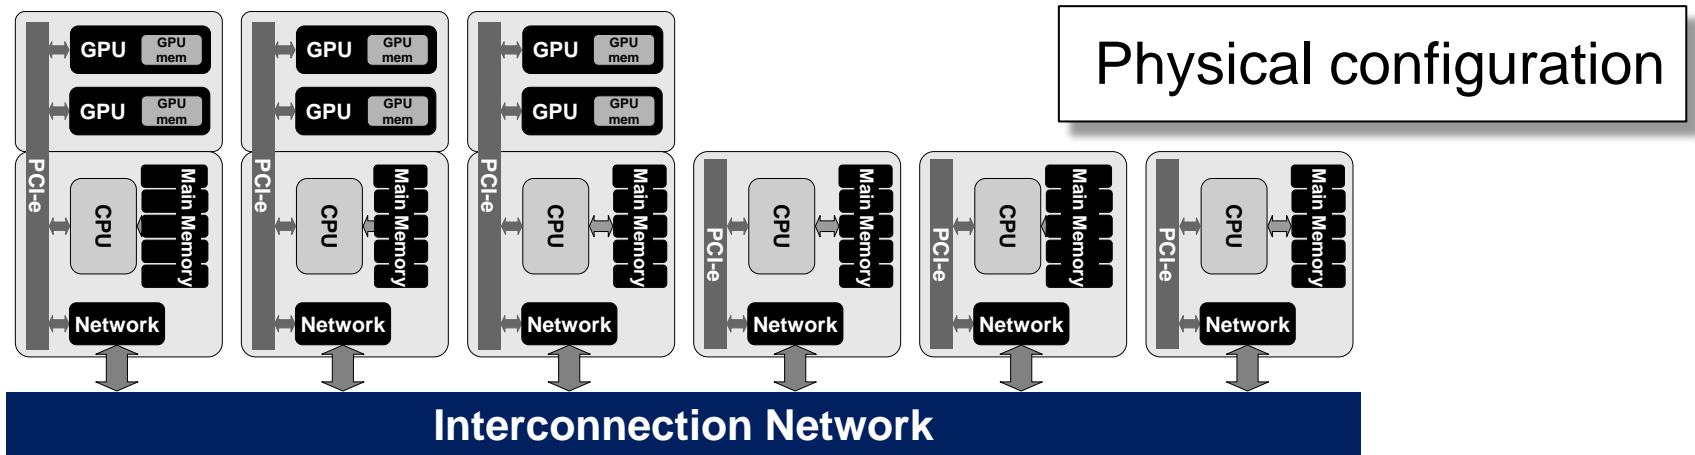 Physical configuration
GPU
GPU
mem
GPU
GPU
mem
PCI-e
CPU
Main Memory
Network
GPU
GPU
mem
GPU
GPU
mem
PCI-e
CPU
Main Memory
Network
GPU
GPU
mem
GPU
GPU
mem
PCI-e
CPU
Main Memory
Network
PCI-e
CPU
Main Memory
Network
PCI-e
CPU
Main Memory
Network
PCI-e
CPU
Main Memory
Network
Interconnection Network